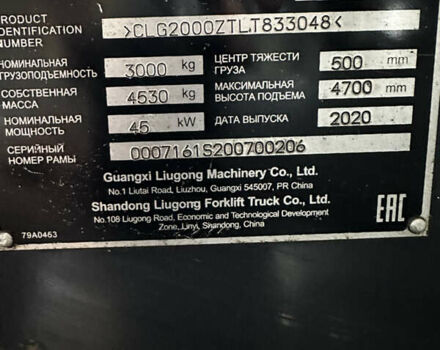 PRODUCT
IDENTIFICATION
NUMBER
>CLG2000ZTLT833048<
НОМИНАЛЬНАЯ
ГРУЗОПОДЪЕМНОСТЬ
3000 kg
ЦЕНТР ТЯЖЕСТИ
ГРУЗА
500 mm
СОБСТВЕННАЯ
МАССА
4530 kg
МАКСИМАЛЬНАЯ
ВЫСОТА ПОДЪЕМА
4700 mm
НОМИНАЛЬНАЯ
МОЩНОСТЬ
45 kW
ДАТА ВЫПУСКА
2020
СЕРИЙНЫЙ
НОМЕР РАМЫ
0007161S200700206
Guangxi Liugong Machinery Co., Ltd.
No.1 Liutai Road, Liuzhou, Guangxi 545007, PR China
Shandong Liugong Forklift Truck Co., Ltd.
No.108 Liugong Road, Economic and Technological Development
Zone, Linyi, Shandong, China
EAC
79A0453